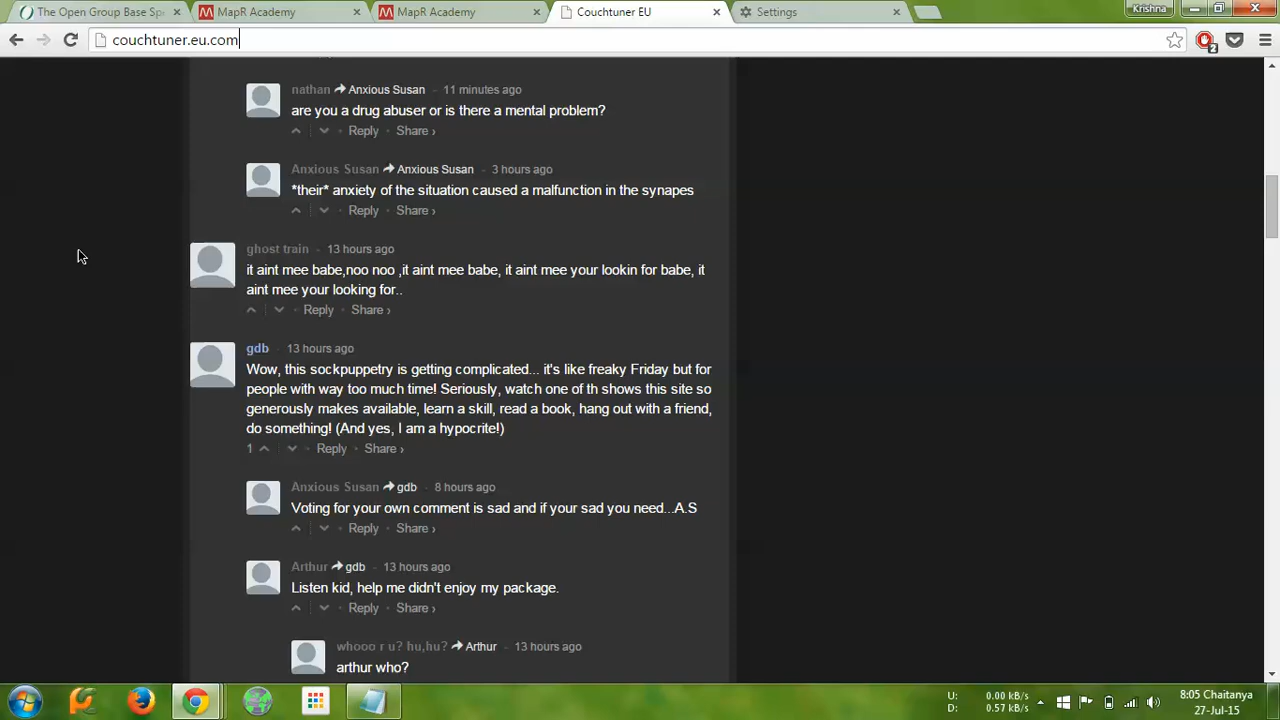 The Open Group Base Spe
MapR Academy
MapR Academy
Couchtuner EU
Settings
Krishna
couchtuner.eu.com
2
nathan Anxious Susan - 11 minutes ago
are you a drug abuser or is there a mental problem?
Reply Share ›
Anxious Susan Anxious Susan - 3 hours ago
*their* anxiety of the situation caused a malfunction in the synapes
Reply Share ›
ghost train - 13 hours ago
it aint mee babe,noo noo ,it aint mee babe, it aint mee your lookin for babe, it
aint mee your looking for..
Reply Share ›
gdb - 13 hours ago
Wow, this sockpuppetry is getting complicated... it's like freaky Friday but for
people with way too much time! Seriously, watch one of th shows this site so
generously makes available, learn a skill, read a book, hang out with a friend,
do something! (And yes, I am a hypocrite!)
1 Reply Share ›
Anxious Susan gdb - 8 hours ago
Voting for your own comment is sad and if your sad you need...A.S
Reply Share ›
Arthur gdb - 13 hours ago
Listen kid, help me didn't enjoy my package.
Reply Share ›
whooo r u? hu,hu? Arthur - 13 hours ago
arthur who?
U: 0.00 kB/s
D: 0.57 kB/s
8:05 Chaitanya
27-Jul-15